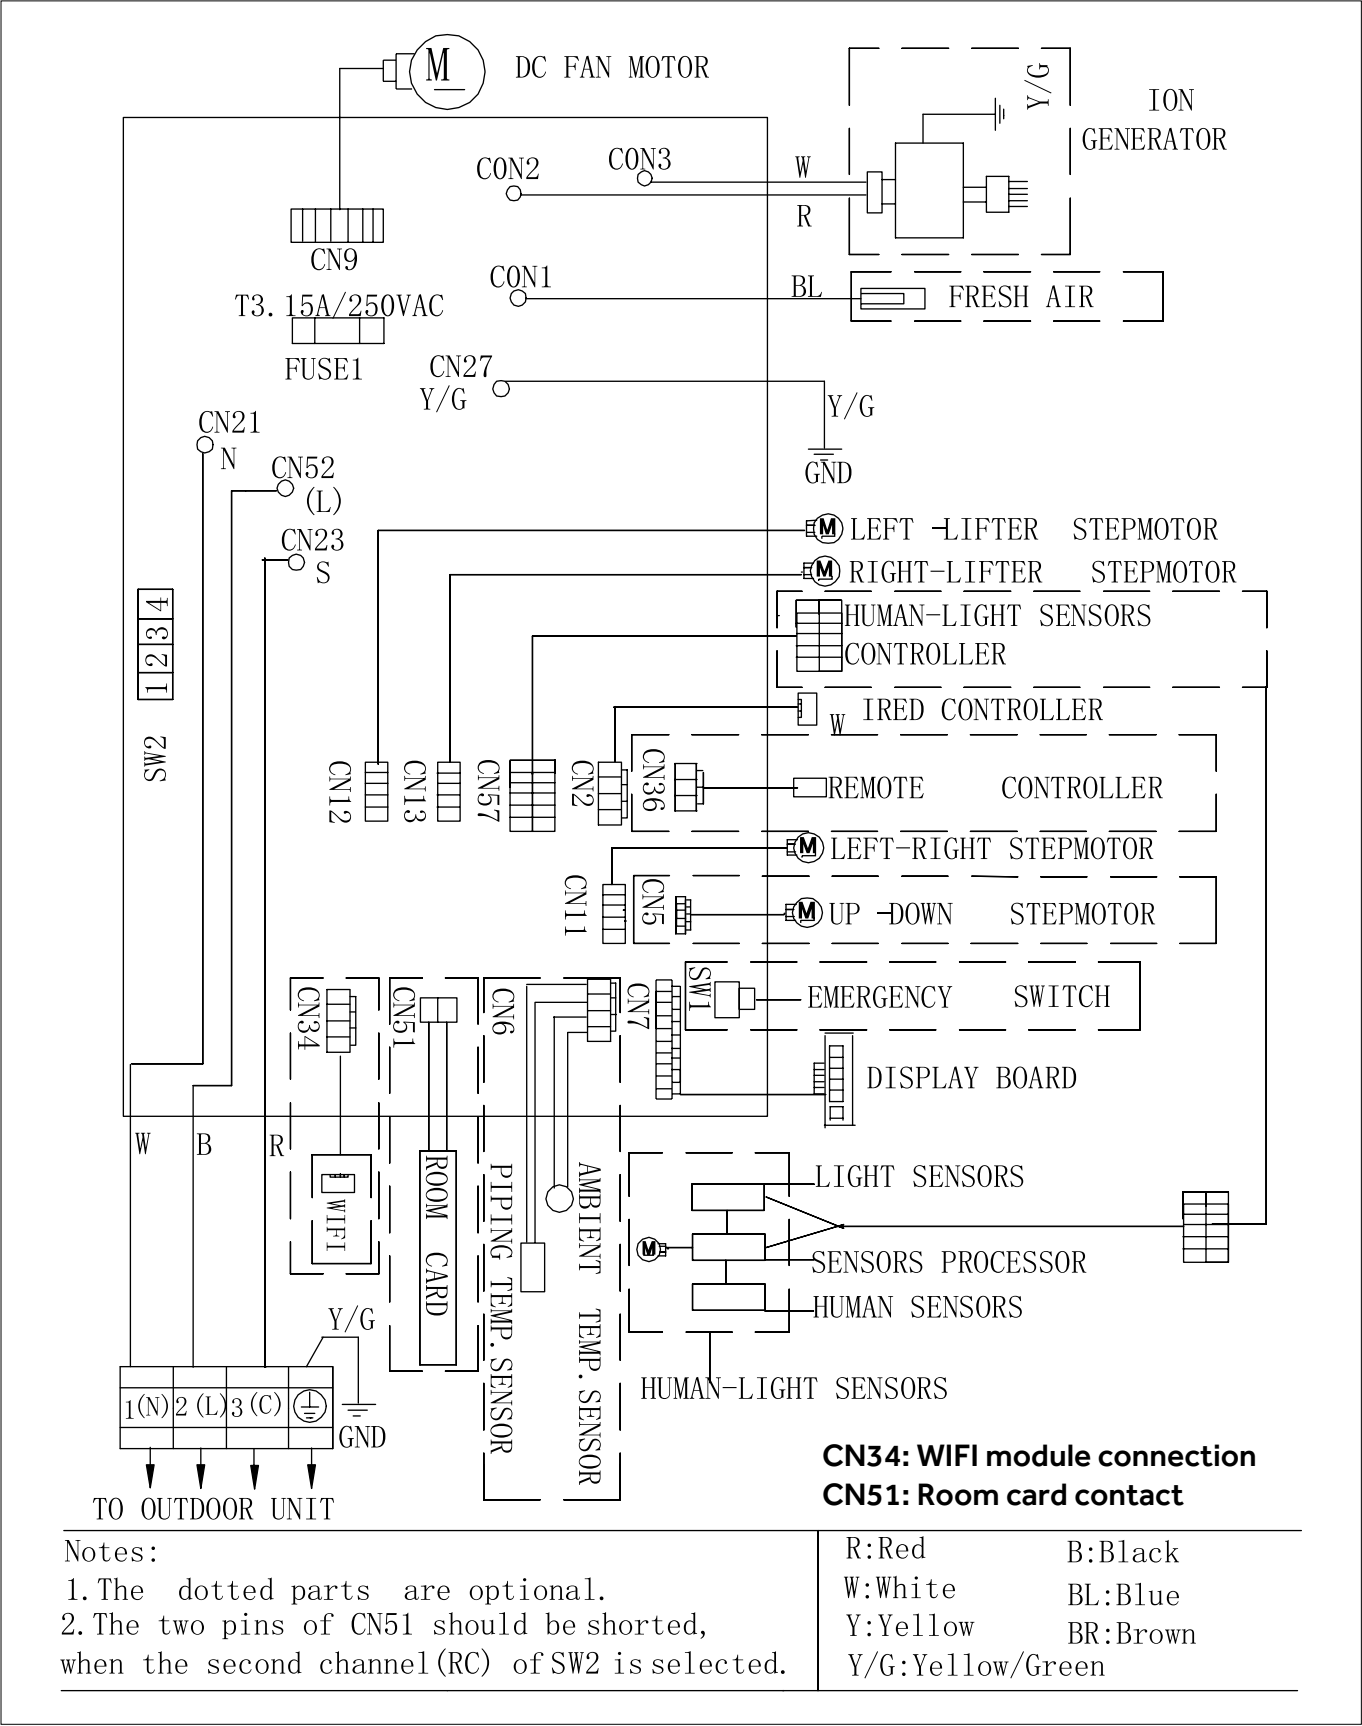 M
DC FAN MOTOR
Y/G
ION
GENERATOR
CON3
CON2
W
R
CN9
CON1
BL
FRESH AIR
T3.15A/250VAC
FUSE1
CN27
Y/G
Y/G
GND
CN21
N
CN52
(L)
CN23
S
M LEFT -LIFTER STEPMOTOR
M RIGHT-LIFTER STEPMOTOR
HUMAN-LIGHT SENSORS
CONTROLLER
1 2 3 4
SW2
W
IRED CONTROLLER
CN12
CN13
CN57
CN2
CN36
REMOTE CONTROLLER
M LEFT-RIGHT STEPMOTOR
CN11
CN5
M UP -DOWN STEPMOTOR
CN34
CN51
CN6
CN7
SW1
EMERGENCY SWITCH
DISPLAY BOARD
W
B
R
WIFI
ROOM CARD
PIPING TEMP.SENSOR
AMBIENT TEMP.SENSOR
LIGHT SENSORS
M
SENSORS PROCESSOR
HUMAN SENSORS
HUMAN-LIGHT SENSORS
Y/G
1(N) 2(L) 3(C)
GND
TO OUTDOOR UNIT
CN34: WIFI module connection
CN51: Room card contact
Notes:
1.The dotted parts are optional.
2.The two pins of CN51 should be shorted,
when the second channel(RC) of SW2 is selected.
R:Red
B:Black
W:White
BL:Blue
Y:Yellow
BR:Brown
Y/G:Yellow/Green